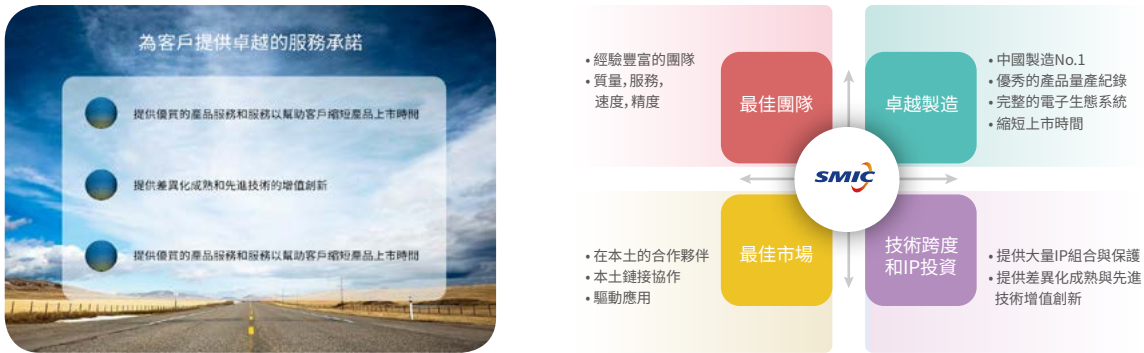 為客戶提供卓越的服務承諾
提供優質的產品服務和服務以幫助客戶縮短產品上市時間
提供差異化成熟和先進技術的增值創新
提供優質的產品服務和服務以幫助客戶縮短產品上市時間
• 經驗豐富的團隊
• 質量，服務，
速度，精度
最佳團隊
卓越製造
• 中國製造No.1
• 優秀的產品量產紀錄
• 完整的電子生態系統
• 縮短上市時間
SMIC
• 在本土的合作夥伴
• 本土鏈接協作
• 驅動應用
最佳市場
技術跨度
和IP投資
• 提供大量IP組合與保護
• 提供差異化成熟與先進
技術增值創新